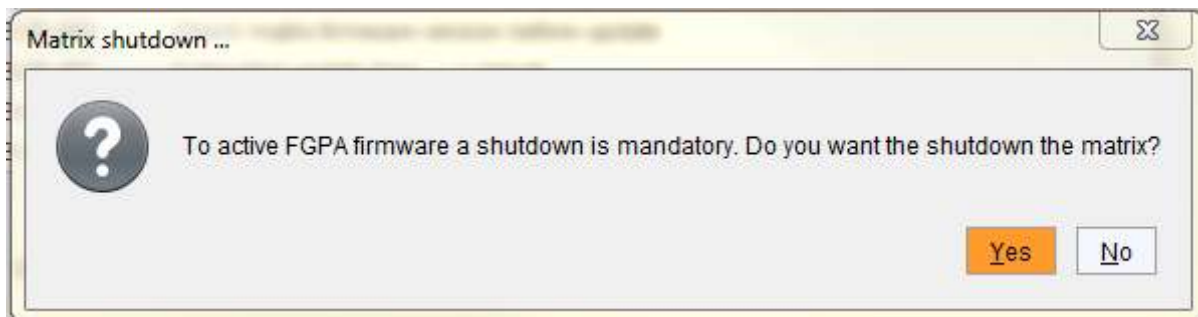 Matrix shutdown ...
To active FGPA firmware a shutdown is mandatory. Do you want the shutdown the matrix?
Yes
No